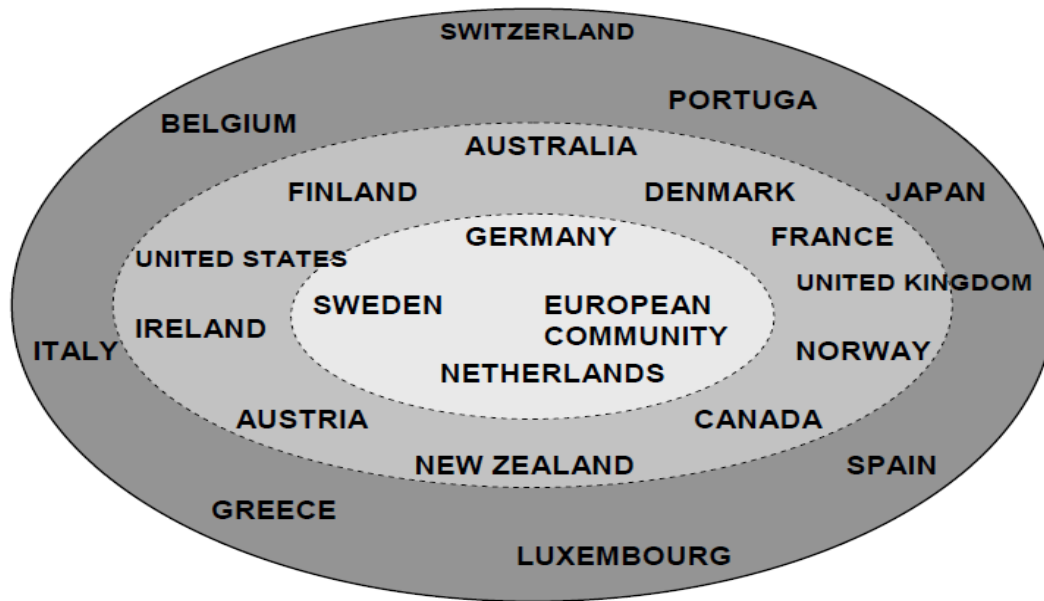 SWITZERLAND
PORTUGA
BELGIUM
AUSTRALIA
FINLAND
DENMARK
JAPAN
GERMANY
FRANCE
UNITED STATES
UNITED KINGDOM
SWEDEN
EUROPEAN
COMMUNITY
IRELAND
ITALY
NORWAY
NETHERLANDS
AUSTRIA
CANADA
NEW ZEALAND
SPAIN
GREECE
LUXEMBOURG